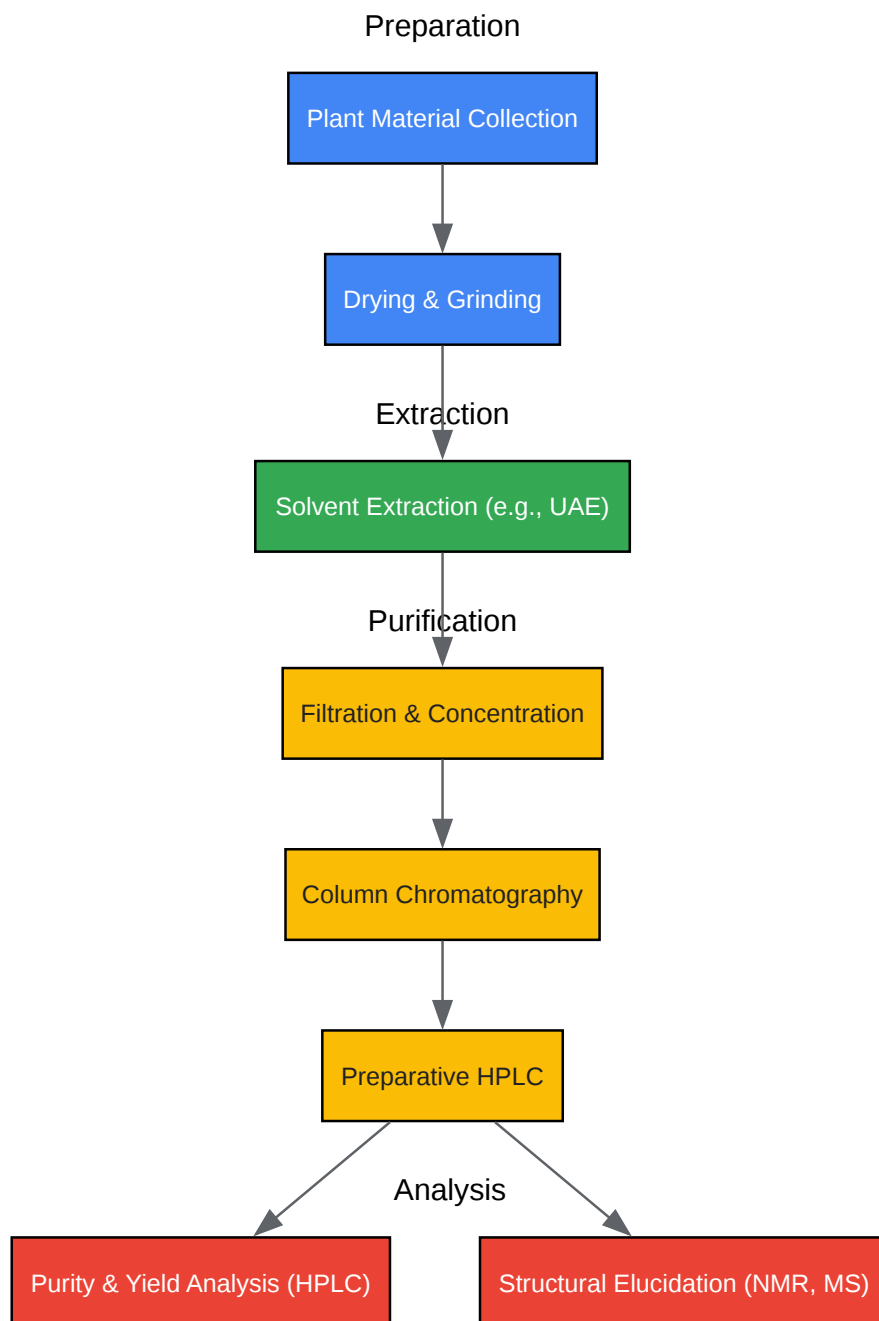 Preparation
Plant Material Collection
Drying & Grinding
Extraction
Solvent Extraction (e.g., UAE)
Purification
Filtration & Concentration
Column Chromatography
Preparative HPLC
Analysis
Purity & Yield Analysis (HPLC)
Structural Elucidation (NMR, MS)